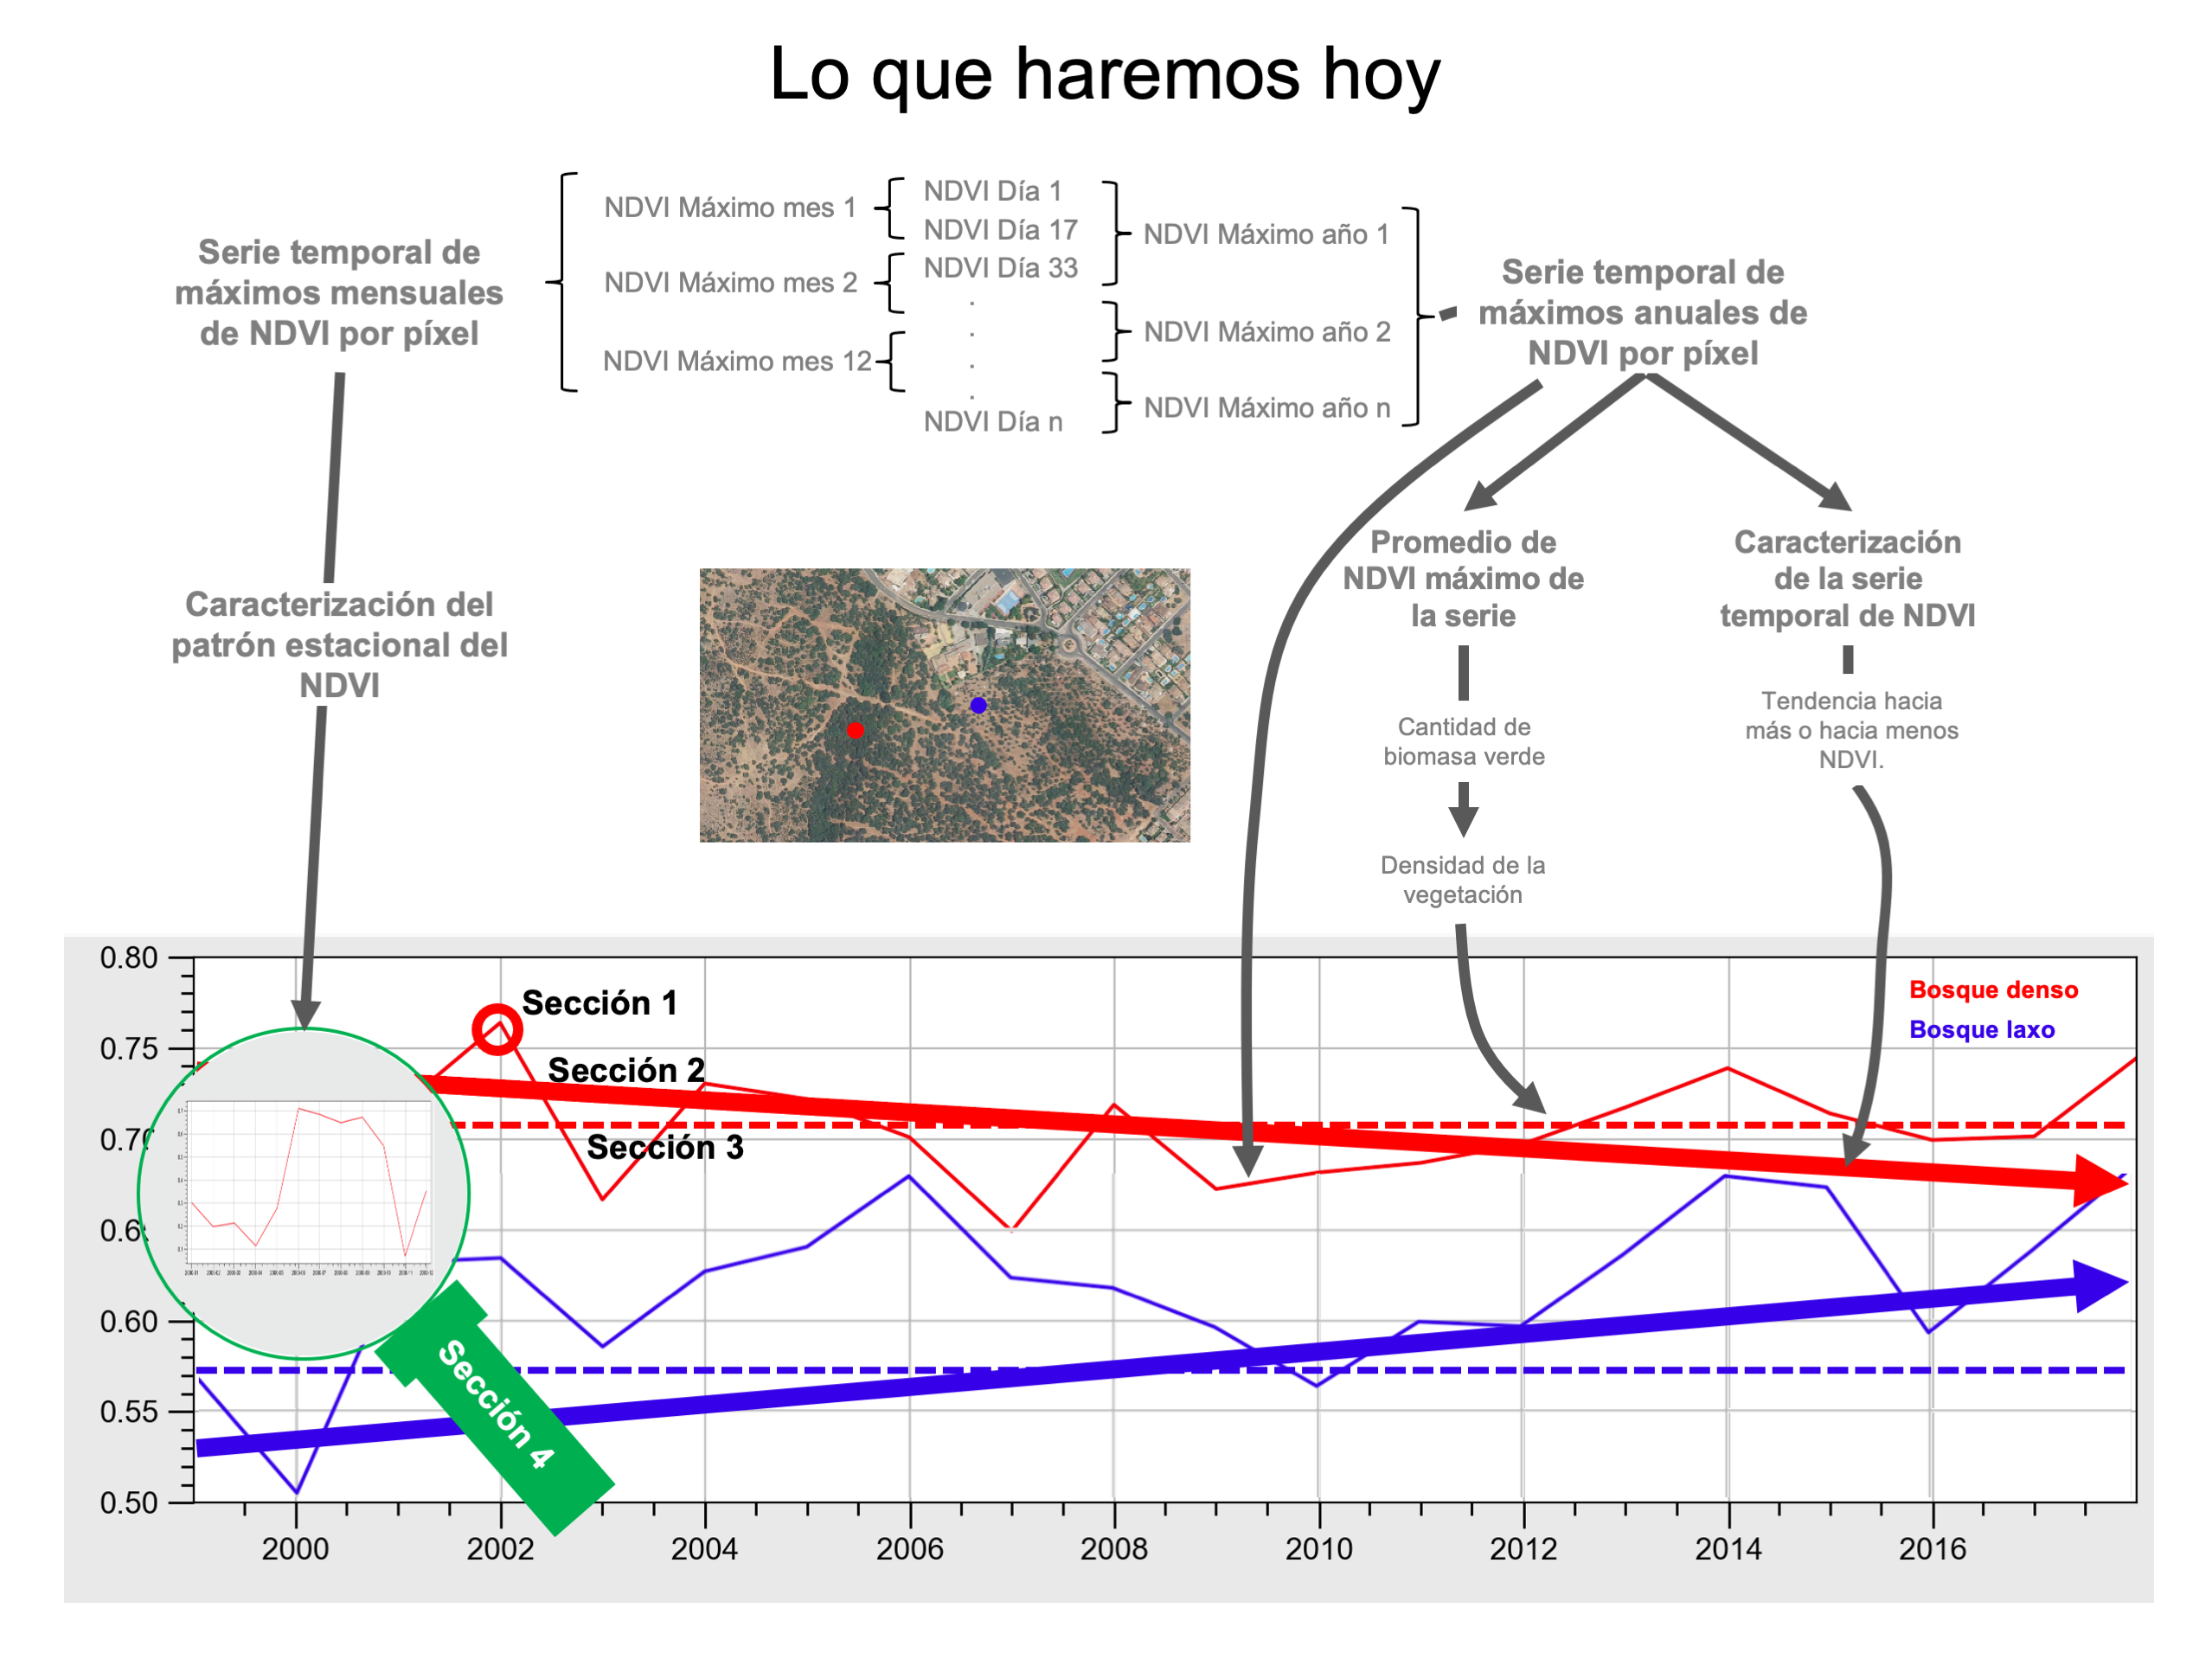 Lo que haremos hoy
Serie temporal de
máximos mensuales
de NDVI por píxel
NDVI Máximo mes 1
NDVI Máximo mes 2
NDVI Máximo mes 12
NDVI Día 1
NDVI Día 17
NDVI Día 33
.
.
.
.
NDVI Día n
NDVI Máximo año 1
NDVI Máximo año 2
NDVI Máximo año n
Serie temporal de
máximos anuales de
NDVI por píxel
Caracterización del
patrón estacional del
NDVI
Promedio de
NDVI máximo de
la serie
Cantidad de
biomasa verde
Densidad de la
vegetación
Caracterización
de la serie
temporal de NDVI
Tendencia hacia
más o hacia menos
NDVI.
0.80
0.75
0.60
0.55
0.50
Sección 1
Sección 2
Sección 3
Sección 4
Bosque denso
Bosque laxo
2000
2002
2004
2006
2008
2010
2012
2014
2016